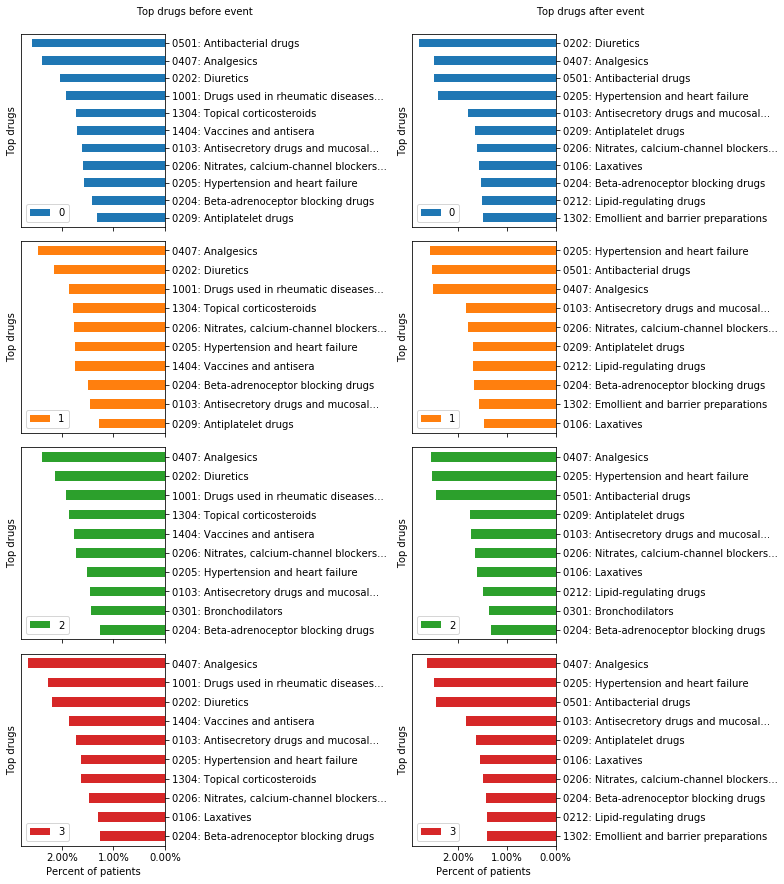 Top drugs before event
Top drugs
0501: Antibacterial drugs
0407: Analgesics
0202: Diuretics
1001: Drugs used in rheumatic diseases...
1304: Topical corticosteroids
1404: Vaccines and antisera
0103: Antisecretory drugs and mucosal...
0206: Nitrates, calcium-channel blockers...
0205: Hypertension and heart failure
0204: Beta-adrenoceptor blocking drugs
0209: Antiplatelet drugs
0
Top drugs after event
Top drugs
0202: Diuretics
0407: Analgesics
0501: Antibacterial drugs
0205: Hypertension and heart failure
0103: Antisecretory drugs and mucosal...
0209: Antiplatelet drugs
0206: Nitrates, calcium-channel blockers...
0106: Laxatives
0204: Beta-adrenoceptor blocking drugs
0212: Lipid-regulating drugs
1302: Emollient and barrier preparations
0
Top drugs
0407: Analgesics
0202: Diuretics
1001: Drugs used in rheumatic diseases...
1304: Topical corticosteroids
0206: Nitrates, calcium-channel blockers...
0205: Hypertension and heart failure
1404: Vaccines and antisera
0204: Beta-adrenoceptor blocking drugs
0103: Antisecretory drugs and mucosal...
0209: Antiplatelet drugs
1
Top drugs
0205: Hypertension and heart failure
0501: Antibacterial drugs
0407: Analgesics
0103: Antisecretory drugs and mucosal...
0206: Nitrates, calcium-channel blockers...
0209: Antiplatelet drugs
0212: Lipid-regulating drugs
0204: Beta-adrenoceptor blocking drugs
1302: Emollient and barrier preparations
0106: Laxatives
1
Top drugs
0407: Analgesics
0202: Diuretics
1001: Drugs used in rheumatic diseases...
1304: Topical corticosteroids
1404: Vaccines and antisera
0206: Nitrates, calcium-channel blockers...
0205: Hypertension and heart failure
0103: Antisecretory drugs and mucosal...
0301: Bronchodilators
0204: Beta-adrenoceptor blocking drugs
2
Top drugs
0407: Analgesics
0205: Hypertension and heart failure
0501: Antibacterial drugs
0209: Antiplatelet drugs
0103: Antisecretory drugs and mucosal...
0206: Nitrates, calcium-channel blockers...
0106: Laxatives
0212: Lipid-regulating drugs
0301: Bronchodilators
0204: Beta-adrenoceptor blocking drugs
2
Top drugs
0407: Analgesics
1001: Drugs used in rheumatic diseases...
0202: Diuretics
1404: Vaccines and antisera
0103: Antisecretory drugs and mucosal...
0205: Hypertension and heart failure
1304: Topical corticosteroids
0206: Nitrates, calcium-channel blockers...
0106: Laxatives
0204: Beta-adrenoceptor blocking drugs
3
2.00% 1.00% 0.00%
Percent of patients
Top drugs
0407: Analgesics
0205: Hypertension and heart failure
0501: Antibacterial drugs
0103: Antisecretory drugs and mucosal...
0209: Antiplatelet drugs
0106: Laxatives
0206: Nitrates, calcium-channel blockers...
0204: Beta-adrenoceptor blocking drugs
0212: Lipid-regulating drugs
1302: Emollient and barrier preparations
3
2.00% 1.00% 0.00%
Percent of patients